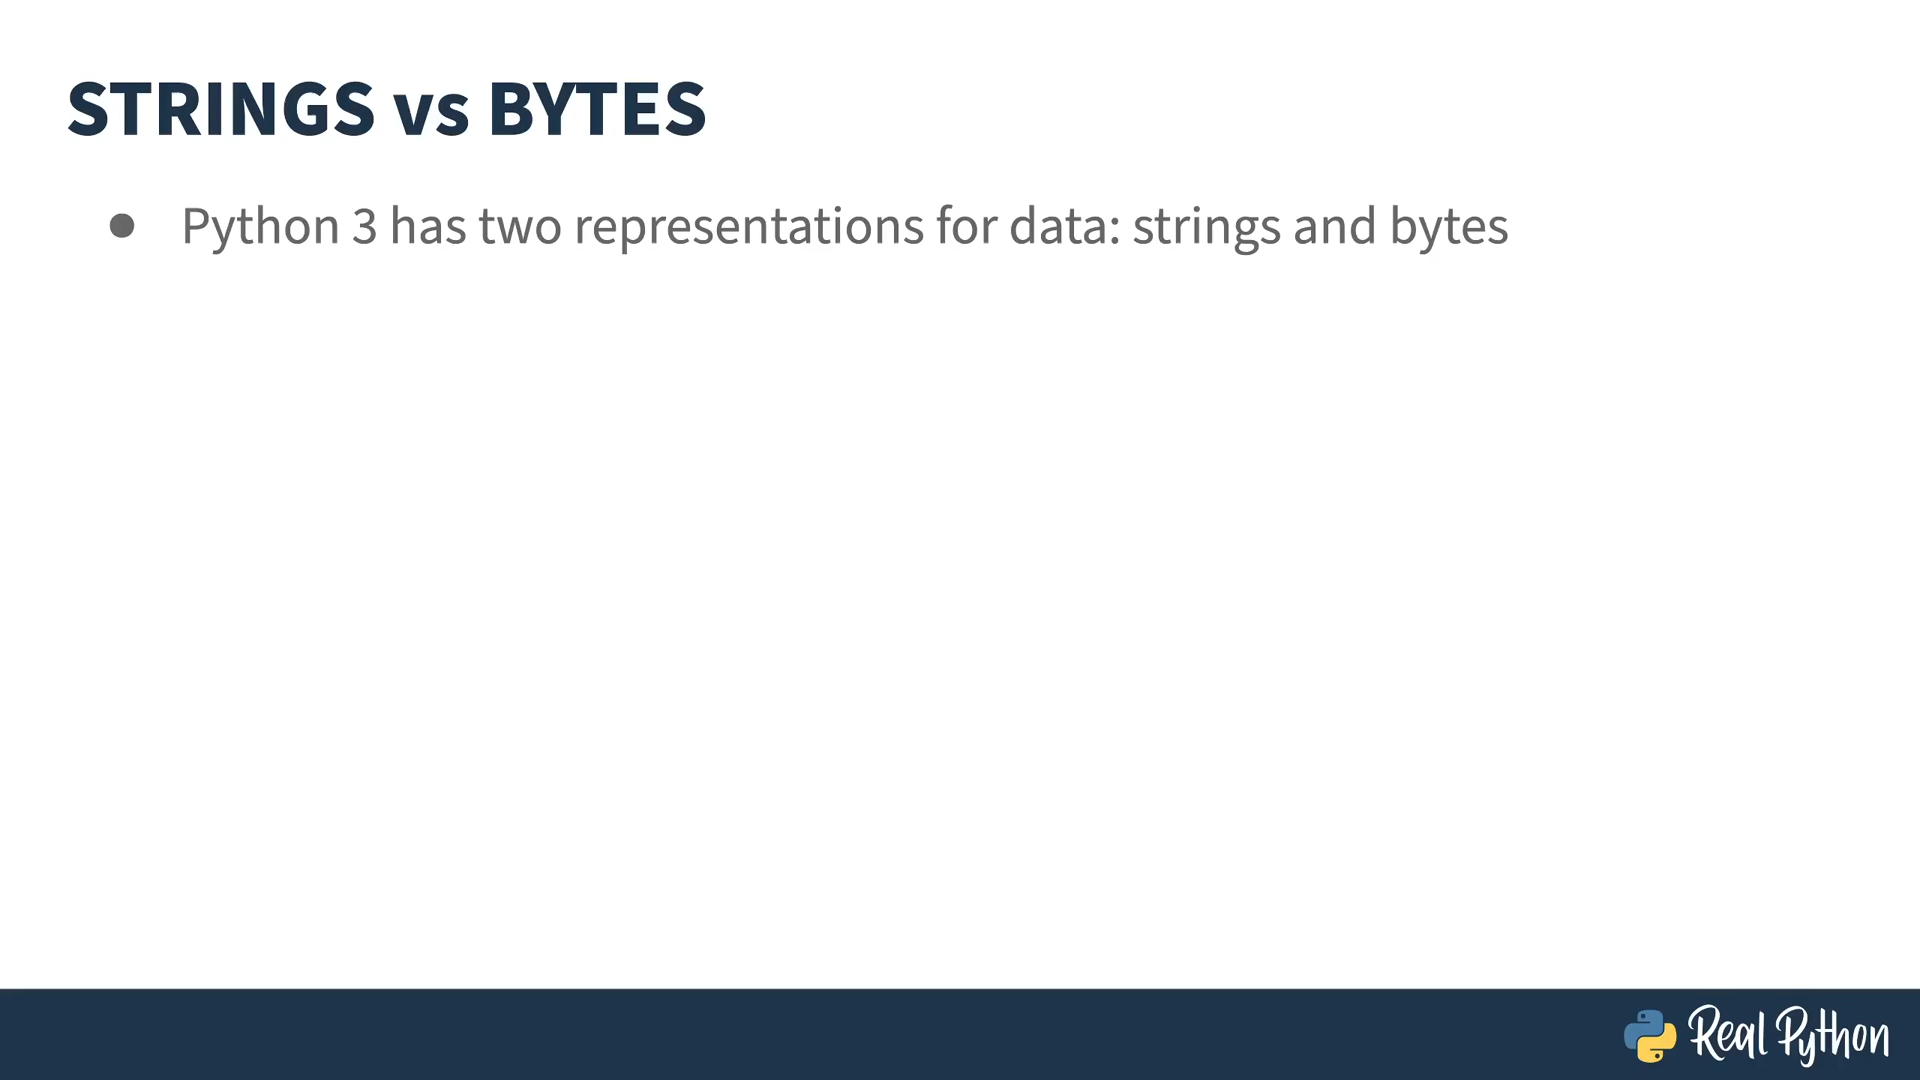 STRINGS vs BYTES
● Python 3 has two representations for data: strings and bytes
Real Python